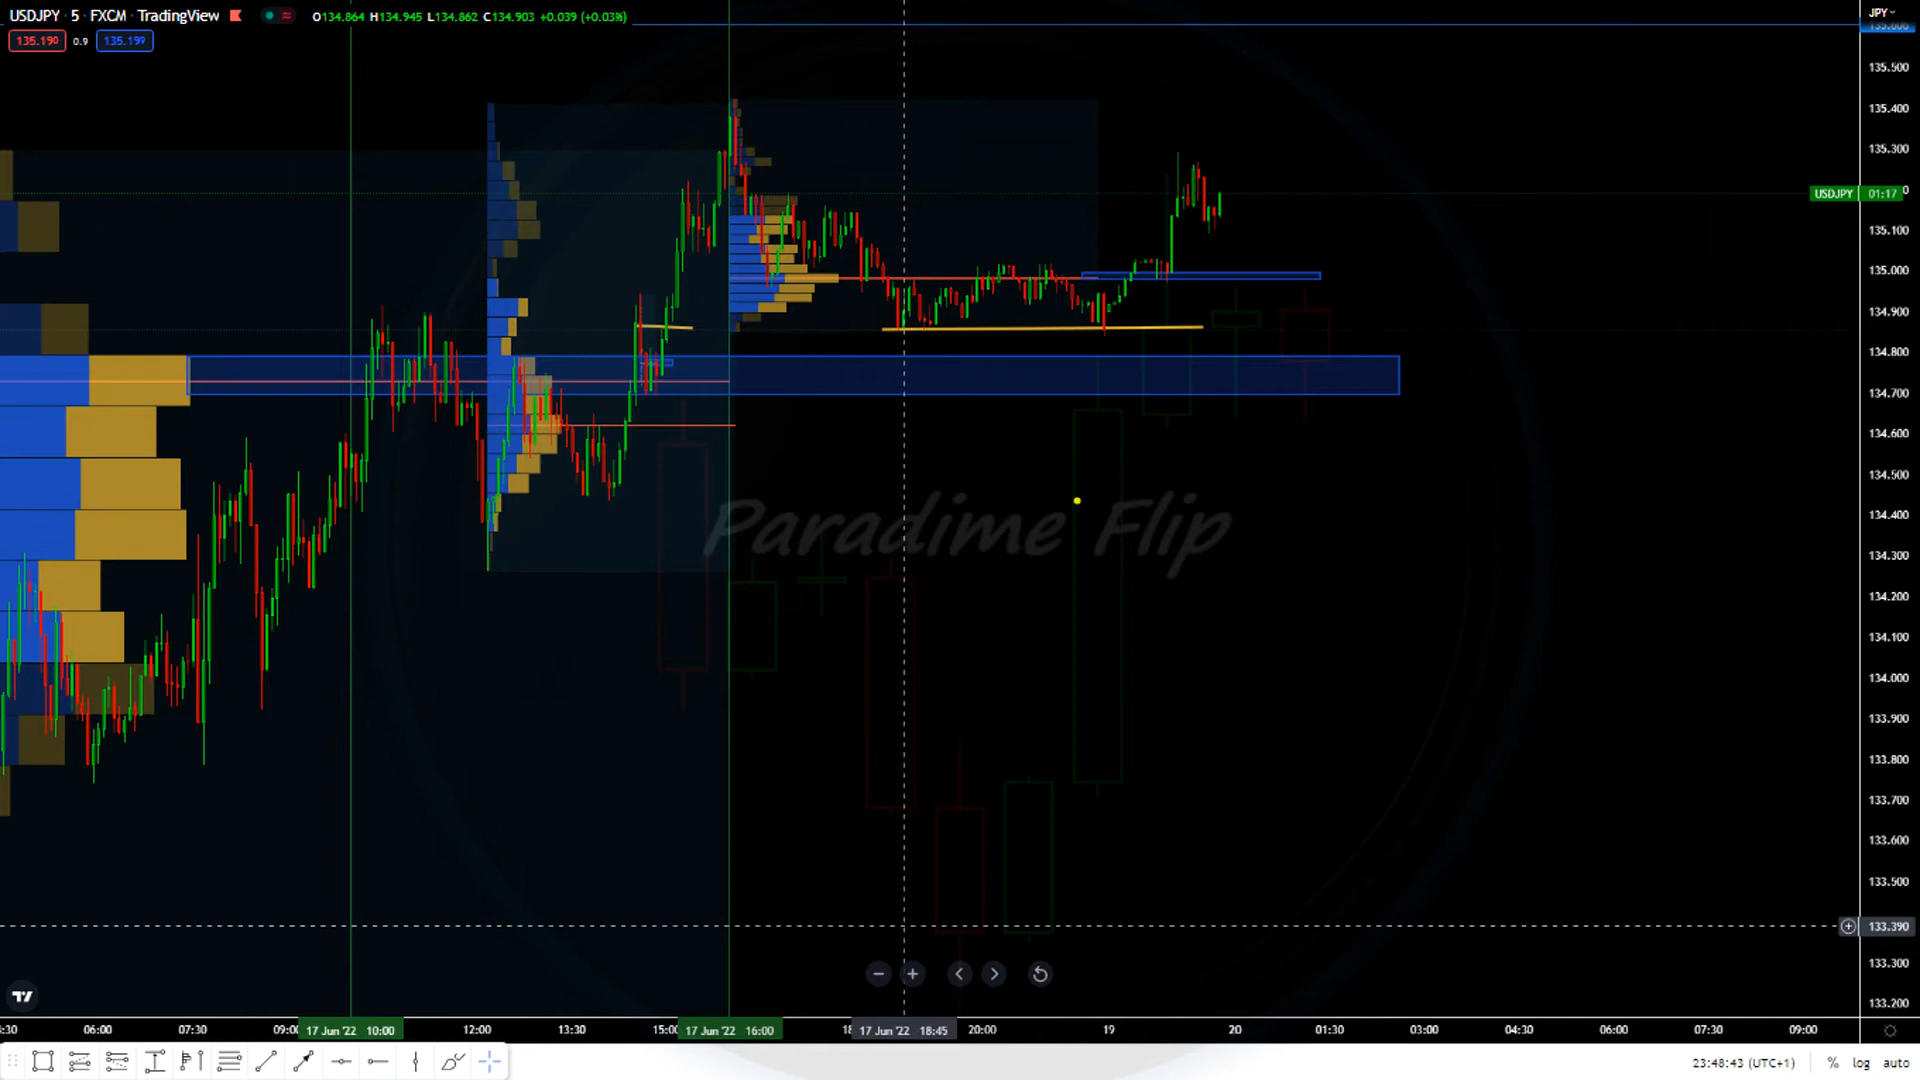 USDJPY · 5 · FXCM · TradingView
O134.864 H134.945 L134.862 C134.903 +0.039 (+0.03%)
JPY
135.190 0.9 135.199
135.500
135.400
135.300
USDJPY 01:17
135.100
135.000
134.900
134.800
134.700
134.600
134.500
134.400
134.300
134.200
134.100
134.000
133.900
133.800
133.700
133.600
133.500
133.390
133.300
133.200
Paradime Flip
06:00 07:30 17 Jun '22 10:00 12:00 13:30 17 Jun '22 16:00 17 Jun '22 18:45 20:00 19 20 01:30 03:00 04:30 06:00 07:30 09:00
23:48:43 (UTC+1) % log auto